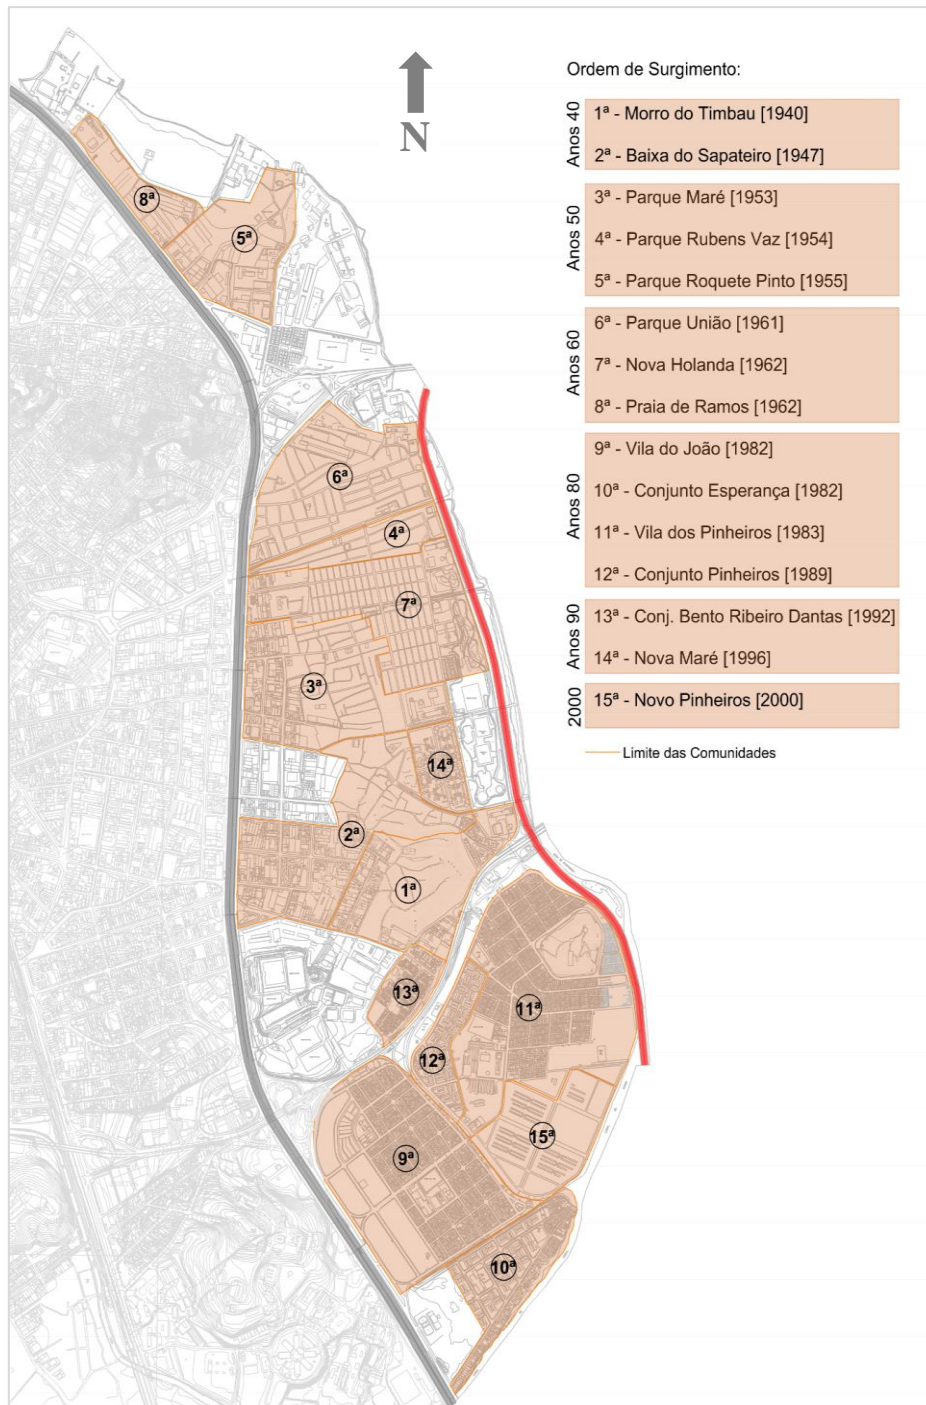 N
Ordem de Surgimento:
Anos 40
1ª - Morro do Timbau [1940]
2ª - Baixa do Sapateiro [1947]
Anos 50
3ª - Parque Maré [1953]
4ª - Parque Rubens Vaz [1954]
5ª - Parque Roquete Pinto [1955]
Anos 60
6ª - Parque União [1961]
7ª - Nova Holanda [1962]
8ª - Praia de Ramos [1962]
Anos 80
9ª - Vila do João [1982]
10ª - Conjunto Esperança [1982]
11ª - Vila dos Pinheiros [1983]
12ª - Conjunto Pinheiros [1989]
Anos 90
13ª - Conj. Bento Ribeiro Dantas [1992]
14ª - Nova Maré [1996]
2000
15ª - Novo Pinheiros [2000]
Limite das Comunidades
8ª
5ª
6ª
4ª
7ª
3ª
14ª
2ª
1ª
13ª
11ª
12ª
15ª
9ª
10ª